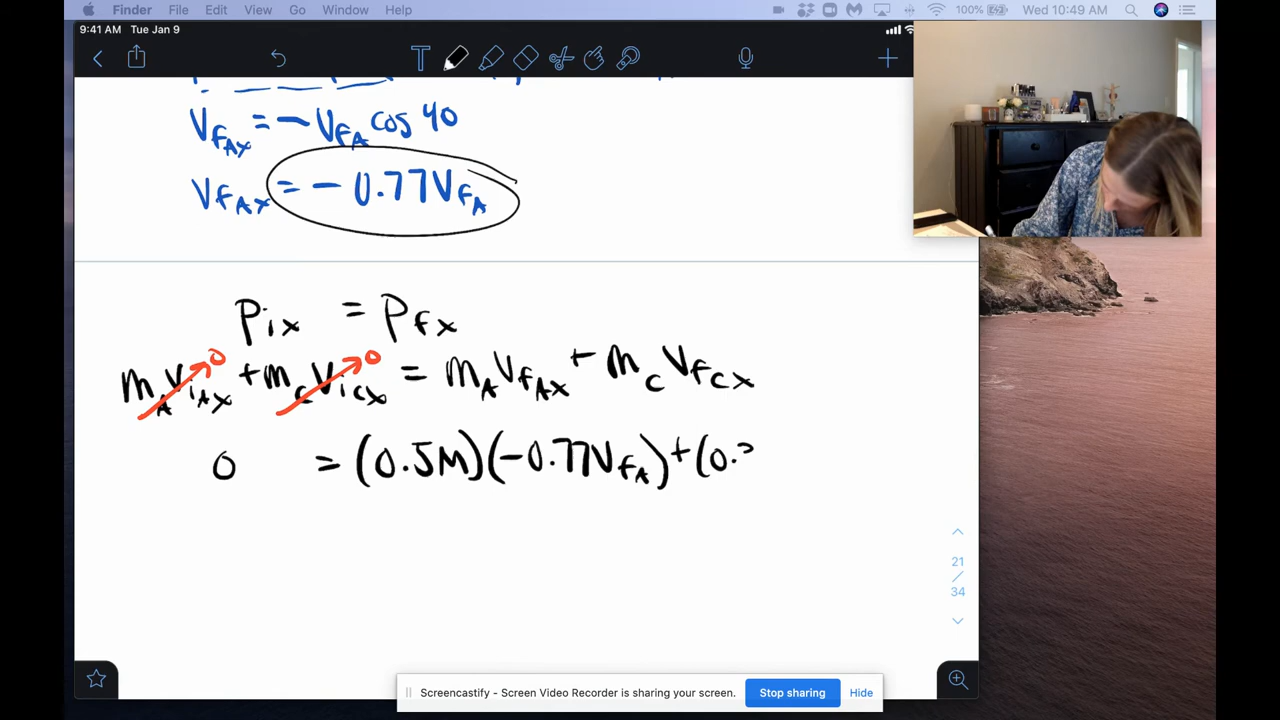 Finder File Edit View Go Window Help 100% Wed 10:49 AM
9:41 AM Tue Jan 9
T
VfAx = - VfA cos 40
VfAx = - 0.77VfA
Pix = Pfx
mAViAx 0 + mCViCx 0 = mAVfAx + mCVfCx
0 = (0.5M)(-0.77VfA)+(0.
21
/
34
Screencastify - Screen Video Recorder is sharing your screen. Stop sharing Hide